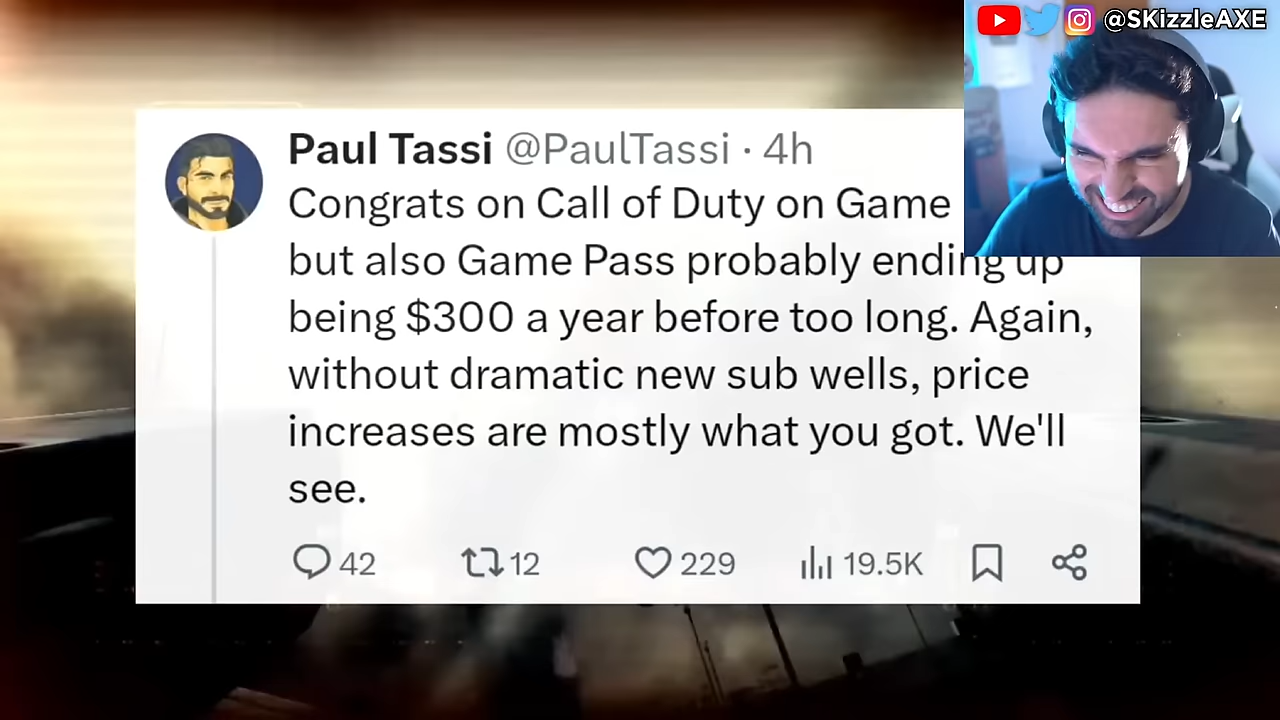 @SKizzleAXE
Paul Tassi @PaulTassi · 4h
Congrats on Call of Duty on Game
but also Game Pass probably ending up
being $300 a year before too long. Again,
without dramatic new sub wells, price
increases are mostly what you got. We'll
see.
42 12 229 19.5K